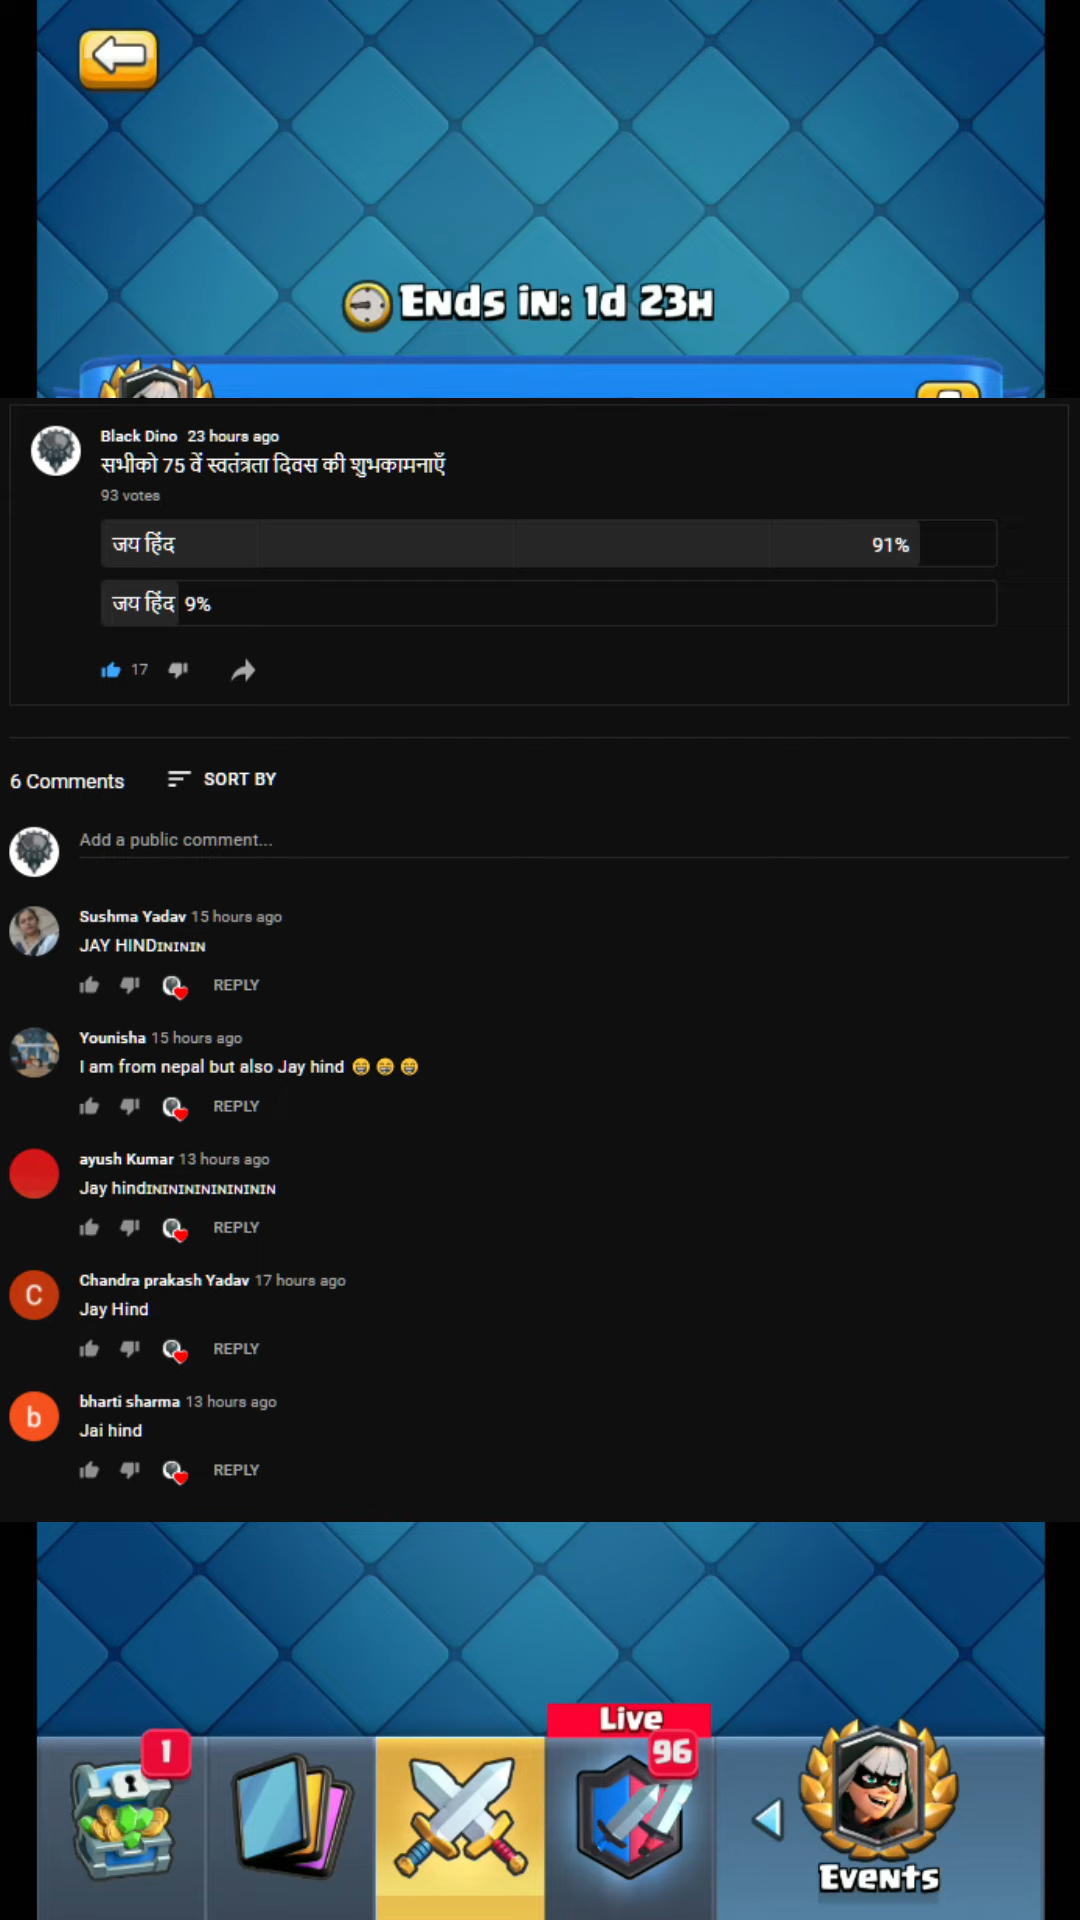 Ends in: 1d 23h
Black Dino 23 hours ago
सभीको 75 वें स्वतंत्रता दिवस की शुभकामनाएँ
93 votes
जय हिंद 91%
जय हिंद 9%
17
6 Comments SORT BY
Add a public comment...
Sushma Yadav 15 hours ago
JAY HINDɪɴɪɴɪɴ
REPLY
Younisha 15 hours ago
I am from nepal but also Jay hind 😁😁😁
REPLY
ayush Kumar 13 hours ago
Jay hindɪɴɪɴɪɴɪɴɪɴɪɴɪɴɪɴ
REPLY
C
Chandra prakash Yadav 17 hours ago
Jay Hind
REPLY
b
bharti sharma 13 hours ago
Jai hind
REPLY
Live
1
96
Events